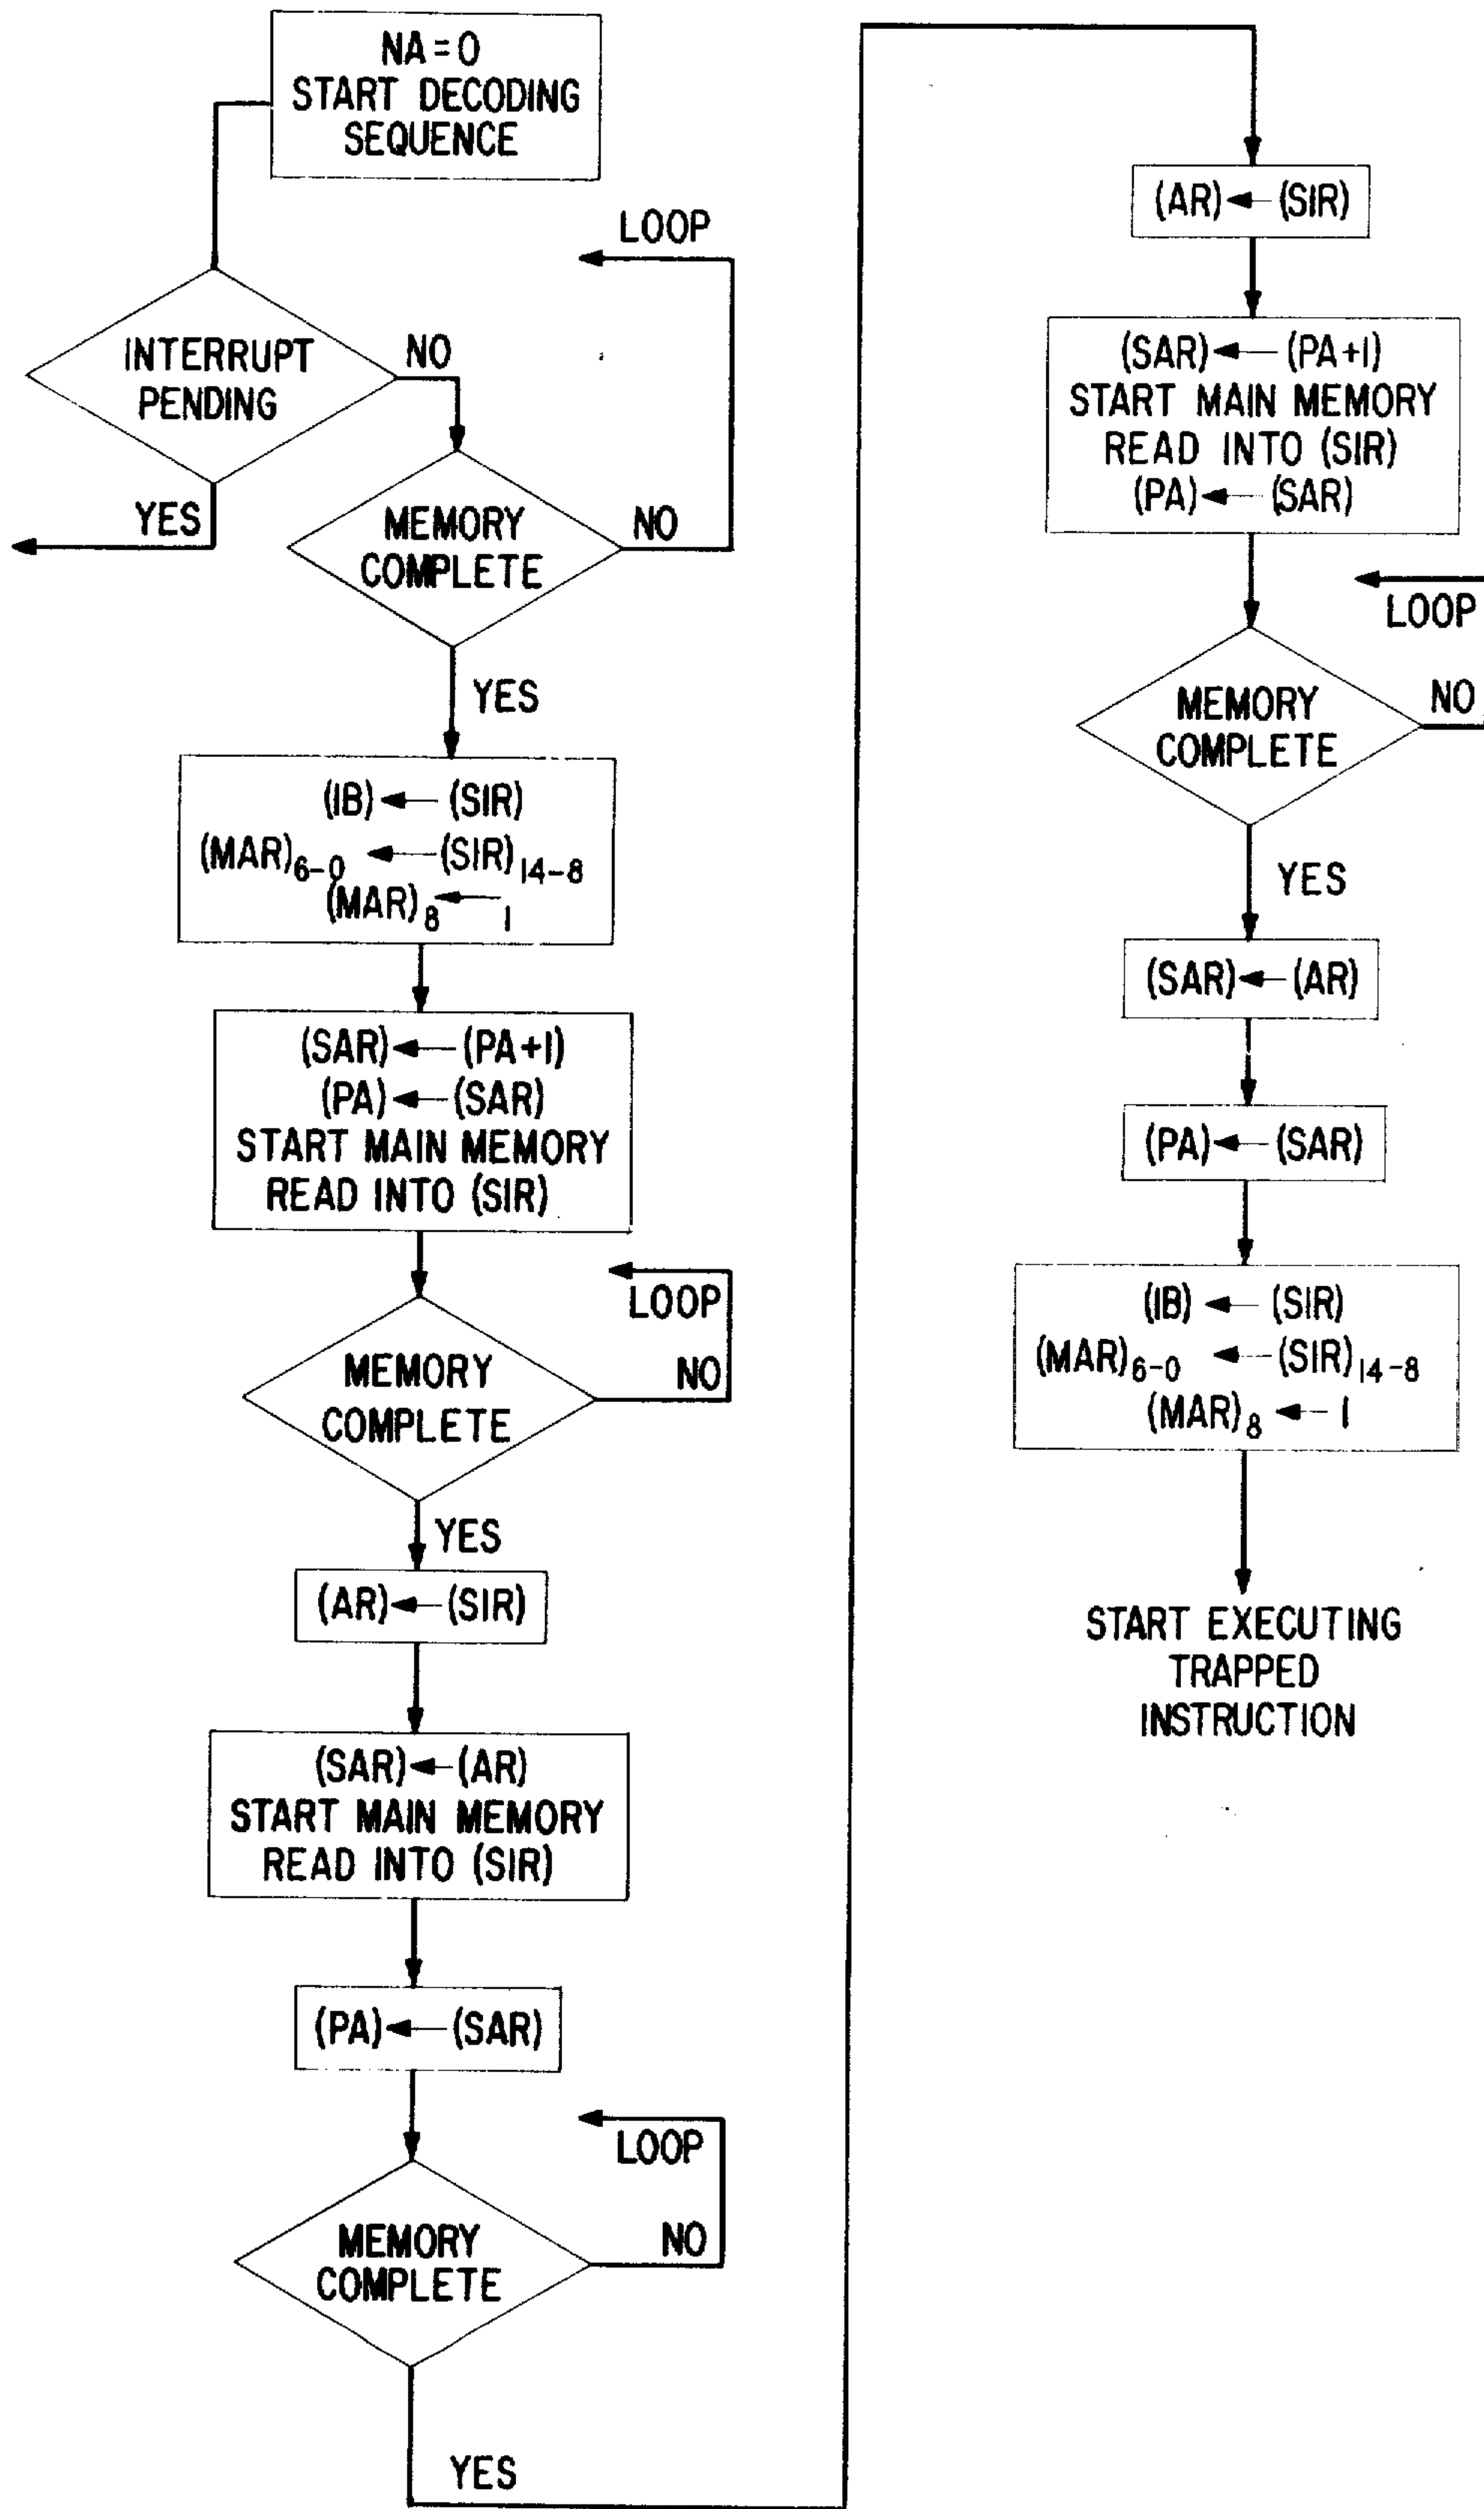 NA=0
START DECODING
SEQUENCE
LOOP
INTERRUPT
PENDING
NO
YES
MEMORY
COMPLETE
NO
YES
(IB) ← (SIR)
(MAR)6-0 ← (SIR)14-8
(MAR)8 ← 1
(SAR) ← (PA+1)
(PA) ← (SAR)
START MAIN MEMORY
READ INTO (SIR)
LOOP
MEMORY
COMPLETE
NO
YES
(AR) ← (SIR)
(SAR) ← (AR)
START MAIN MEMORY
READ INTO (SIR)
(PA) ← (SAR)
LOOP
MEMORY
COMPLETE
NO
YES
(AR) ← (SIR)
(SAR) ← (PA+1)
START MAIN MEMORY
READ INTO (SIR)
(PA) ← (SAR)
LOOP
MEMORY
COMPLETE
NO
YES
(SAR) ← (AR)
(PA) ← (SAR)
(IB) ← (SIR)
(MAR)6-0 ← (SIR)14-8
(MAR)8 ← 1
START EXECUTING
TRAPPED
INSTRUCTION